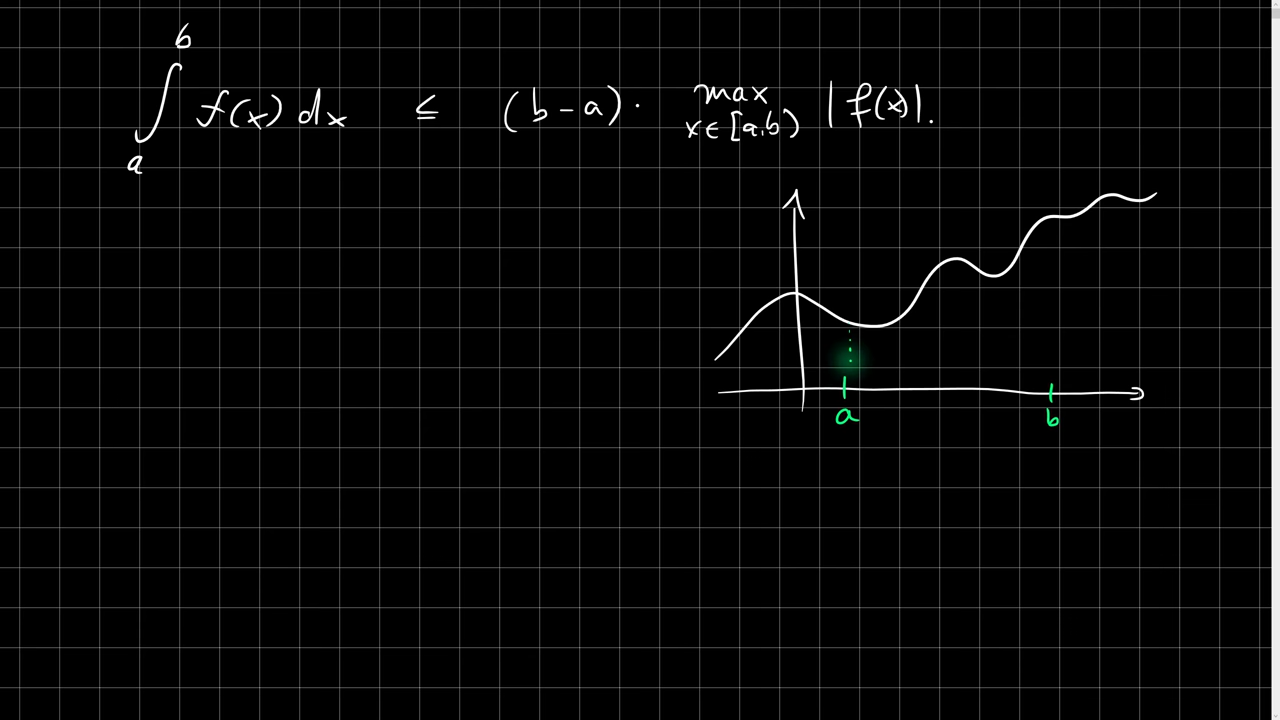 ∫_a^b f(x) dx ≤ (b - a) · max_{x∈[a,b)} |f(x)|.
a b